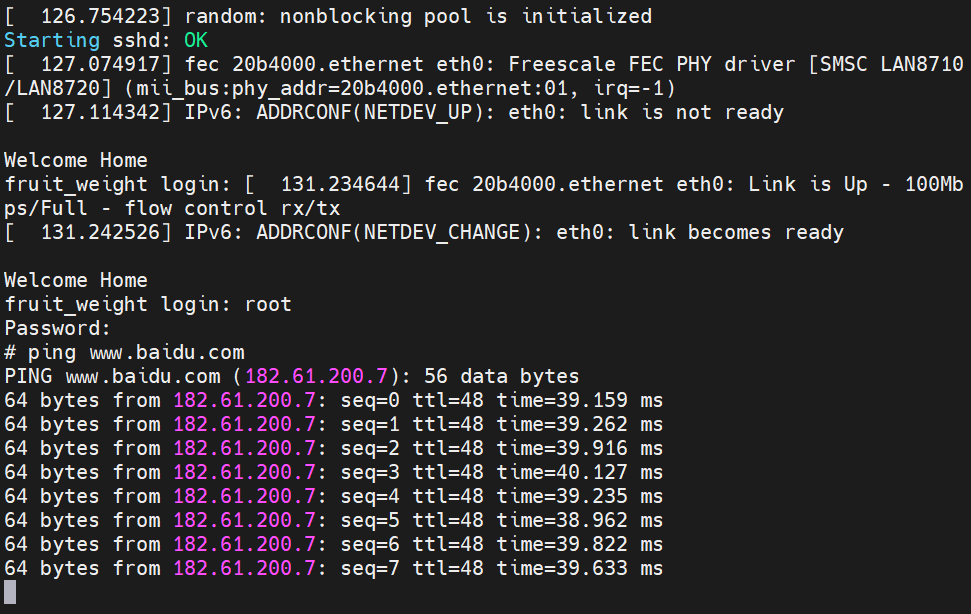 [  126.754223] random: nonblocking pool is initialized
Starting sshd: OK
[  127.074917] fec 20b4000.ethernet eth0: Freescale FEC PHY driver [SMSC LAN8710
/LAN8720] (mii_bus:phy_addr=20b4000.ethernet:01, irq=-1)
[  127.114342] IPv6: ADDRCONF(NETDEV_UP): eth0: link is not ready
Welcome Home
fruit_weight login: [  131.234644] fec 20b4000.ethernet eth0: Link is Up - 100Mb
ps/Full - flow control rx/tx
[  131.242526] IPv6: ADDRCONF(NETDEV_CHANGE): eth0: link becomes ready
Welcome Home
fruit_weight login: root
Password:
# ping www.baidu.com
PING www.baidu.com (182.61.200.7): 56 data bytes
64 bytes from 182.61.200.7: seq=0 ttl=48 time=39.159 ms
64 bytes from 182.61.200.7: seq=1 ttl=48 time=39.262 ms
64 bytes from 182.61.200.7: seq=2 ttl=48 time=39.916 ms
64 bytes from 182.61.200.7: seq=3 ttl=48 time=40.127 ms
64 bytes from 182.61.200.7: seq=4 ttl=48 time=39.235 ms
64 bytes from 182.61.200.7: seq=5 ttl=48 time=38.962 ms
64 bytes from 182.61.200.7: seq=6 ttl=48 time=39.822 ms
64 bytes from 182.61.200.7: seq=7 ttl=48 time=39.633 ms